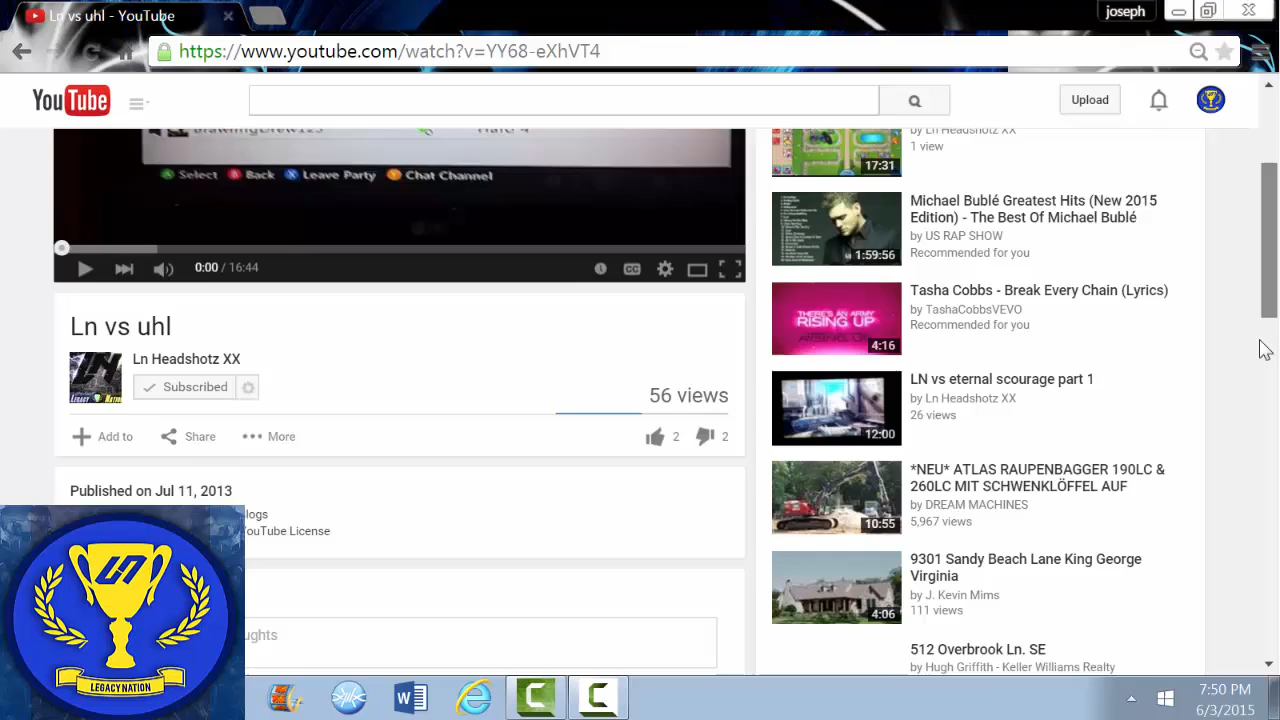 Ln vs uhl - YouTube
joseph
https://www.youtube.com/watch?v=YY68-eXhVT4
YouTube
Upload
Select Back Leave Party Chat Channel
0:00 / 16:44
CC
Ln vs uhl
Ln Headshotz XX
Subscribed
56 views
Add to Share More
2 2
Published on Jul 11, 2013
logs
YouTube License
ughts
by Ln Headshotz XX
1 view
17:31
Michael Bublé Greatest Hits (New 2015
Edition) - The Best Of Michael Bublé
by US RAP SHOW
Recommended for you
1:59:56
Tasha Cobbs - Break Every Chain (Lyrics)
by TashaCobbsVEVO
Recommended for you
THERE'S AN ARMY
RISING UP
4:16
LN vs eternal scourage part 1
by Ln Headshotz XX
26 views
12:00
*NEU* ATLAS RAUPENBAGGER 190LC &
260LC MIT SCHWENKLÖFFEL AUF
by DREAM MACHINES
5,967 views
10:55
9301 Sandy Beach Lane King George
Virginia
by J. Kevin Mims
111 views
4:06
512 Overbrook Ln. SE
by Hugh Griffith - Keller Williams Realty
LEGACY NATION
7:50 PM
6/3/2015